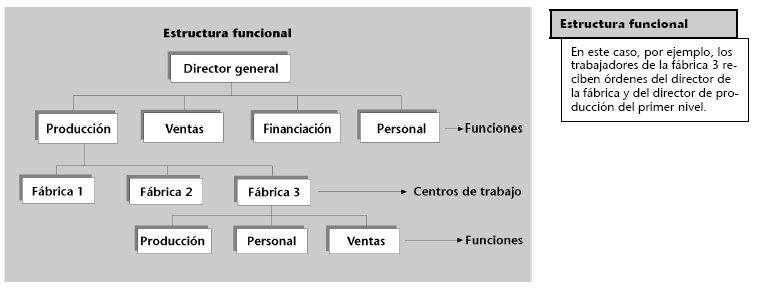 Estructura funcional
Director general
Producción
Ventas
Financiación
Personal
Funciones
Fábrica 1
Fábrica 2
Fábrica 3
Centros de trabajo
Producción
Personal
Ventas
Funciones
Estructura funcional
En este caso, por ejemplo, los
trabajadores de la fábrica 3 re-
ciben órdenes del director de
la fábrica y del director de pro-
ducción del primer nivel.